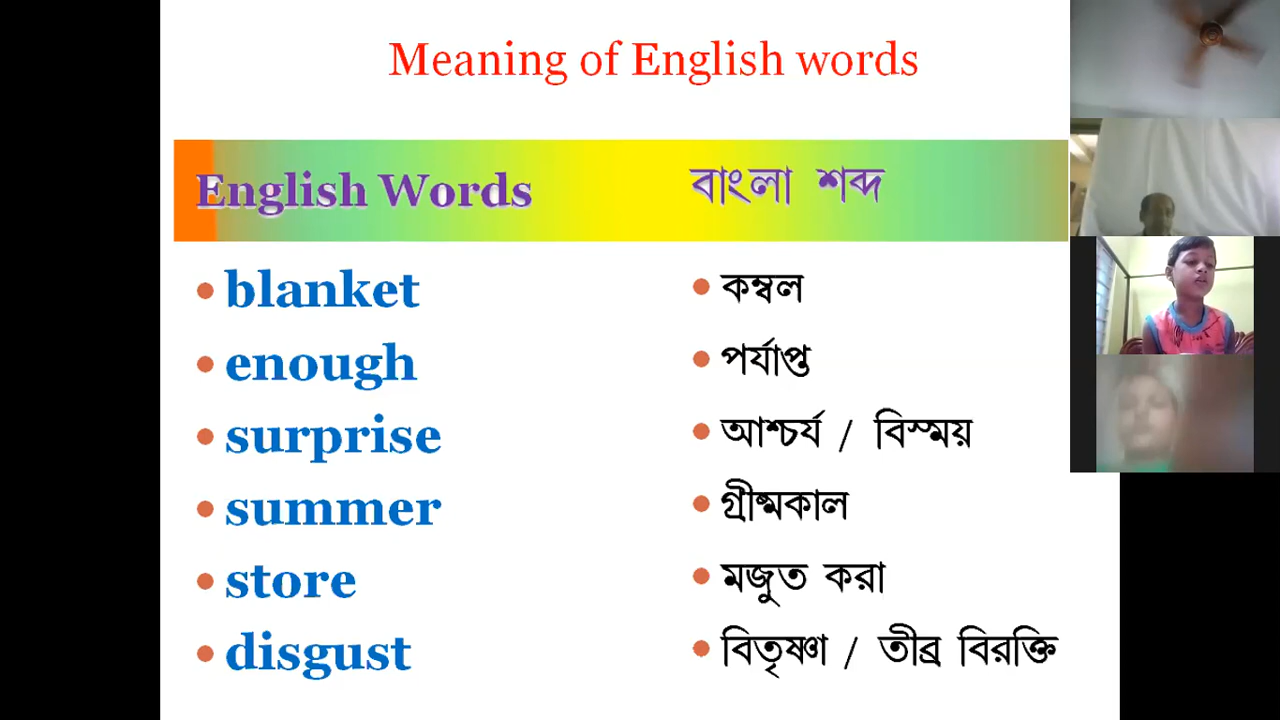 Meaning of English words
English Words বাংলা শব্দ
blanket কম্বল
enough পর্যাপ্ত
surprise আশ্চর্য / বিস্ময়
summer গ্রীষ্মকাল
store মজুত করা
disgust বিতৃষ্ণা / তীব্র বিরক্তি